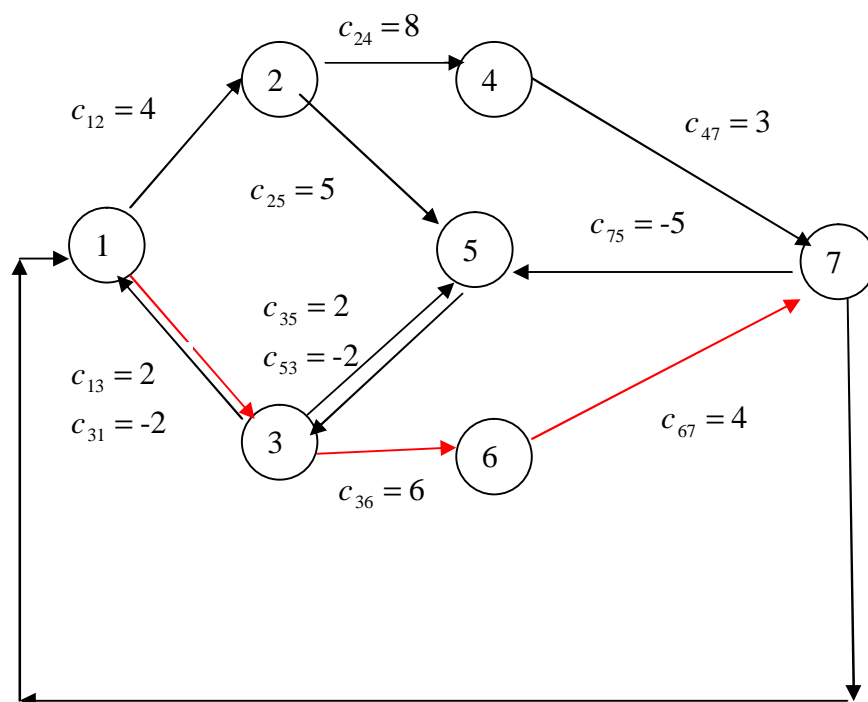 c₂₄ = 8
2
4
c₁₂ = 4
c₄₇ = 3
c₂₅ = 5
c₇₅ = -5
1
5
7
c₃₅ = 2
c₅₃ = -2
c₁₃ = 2
c₃₁ = -2
3
6
c₆₇ = 4
c₃₆ = 6